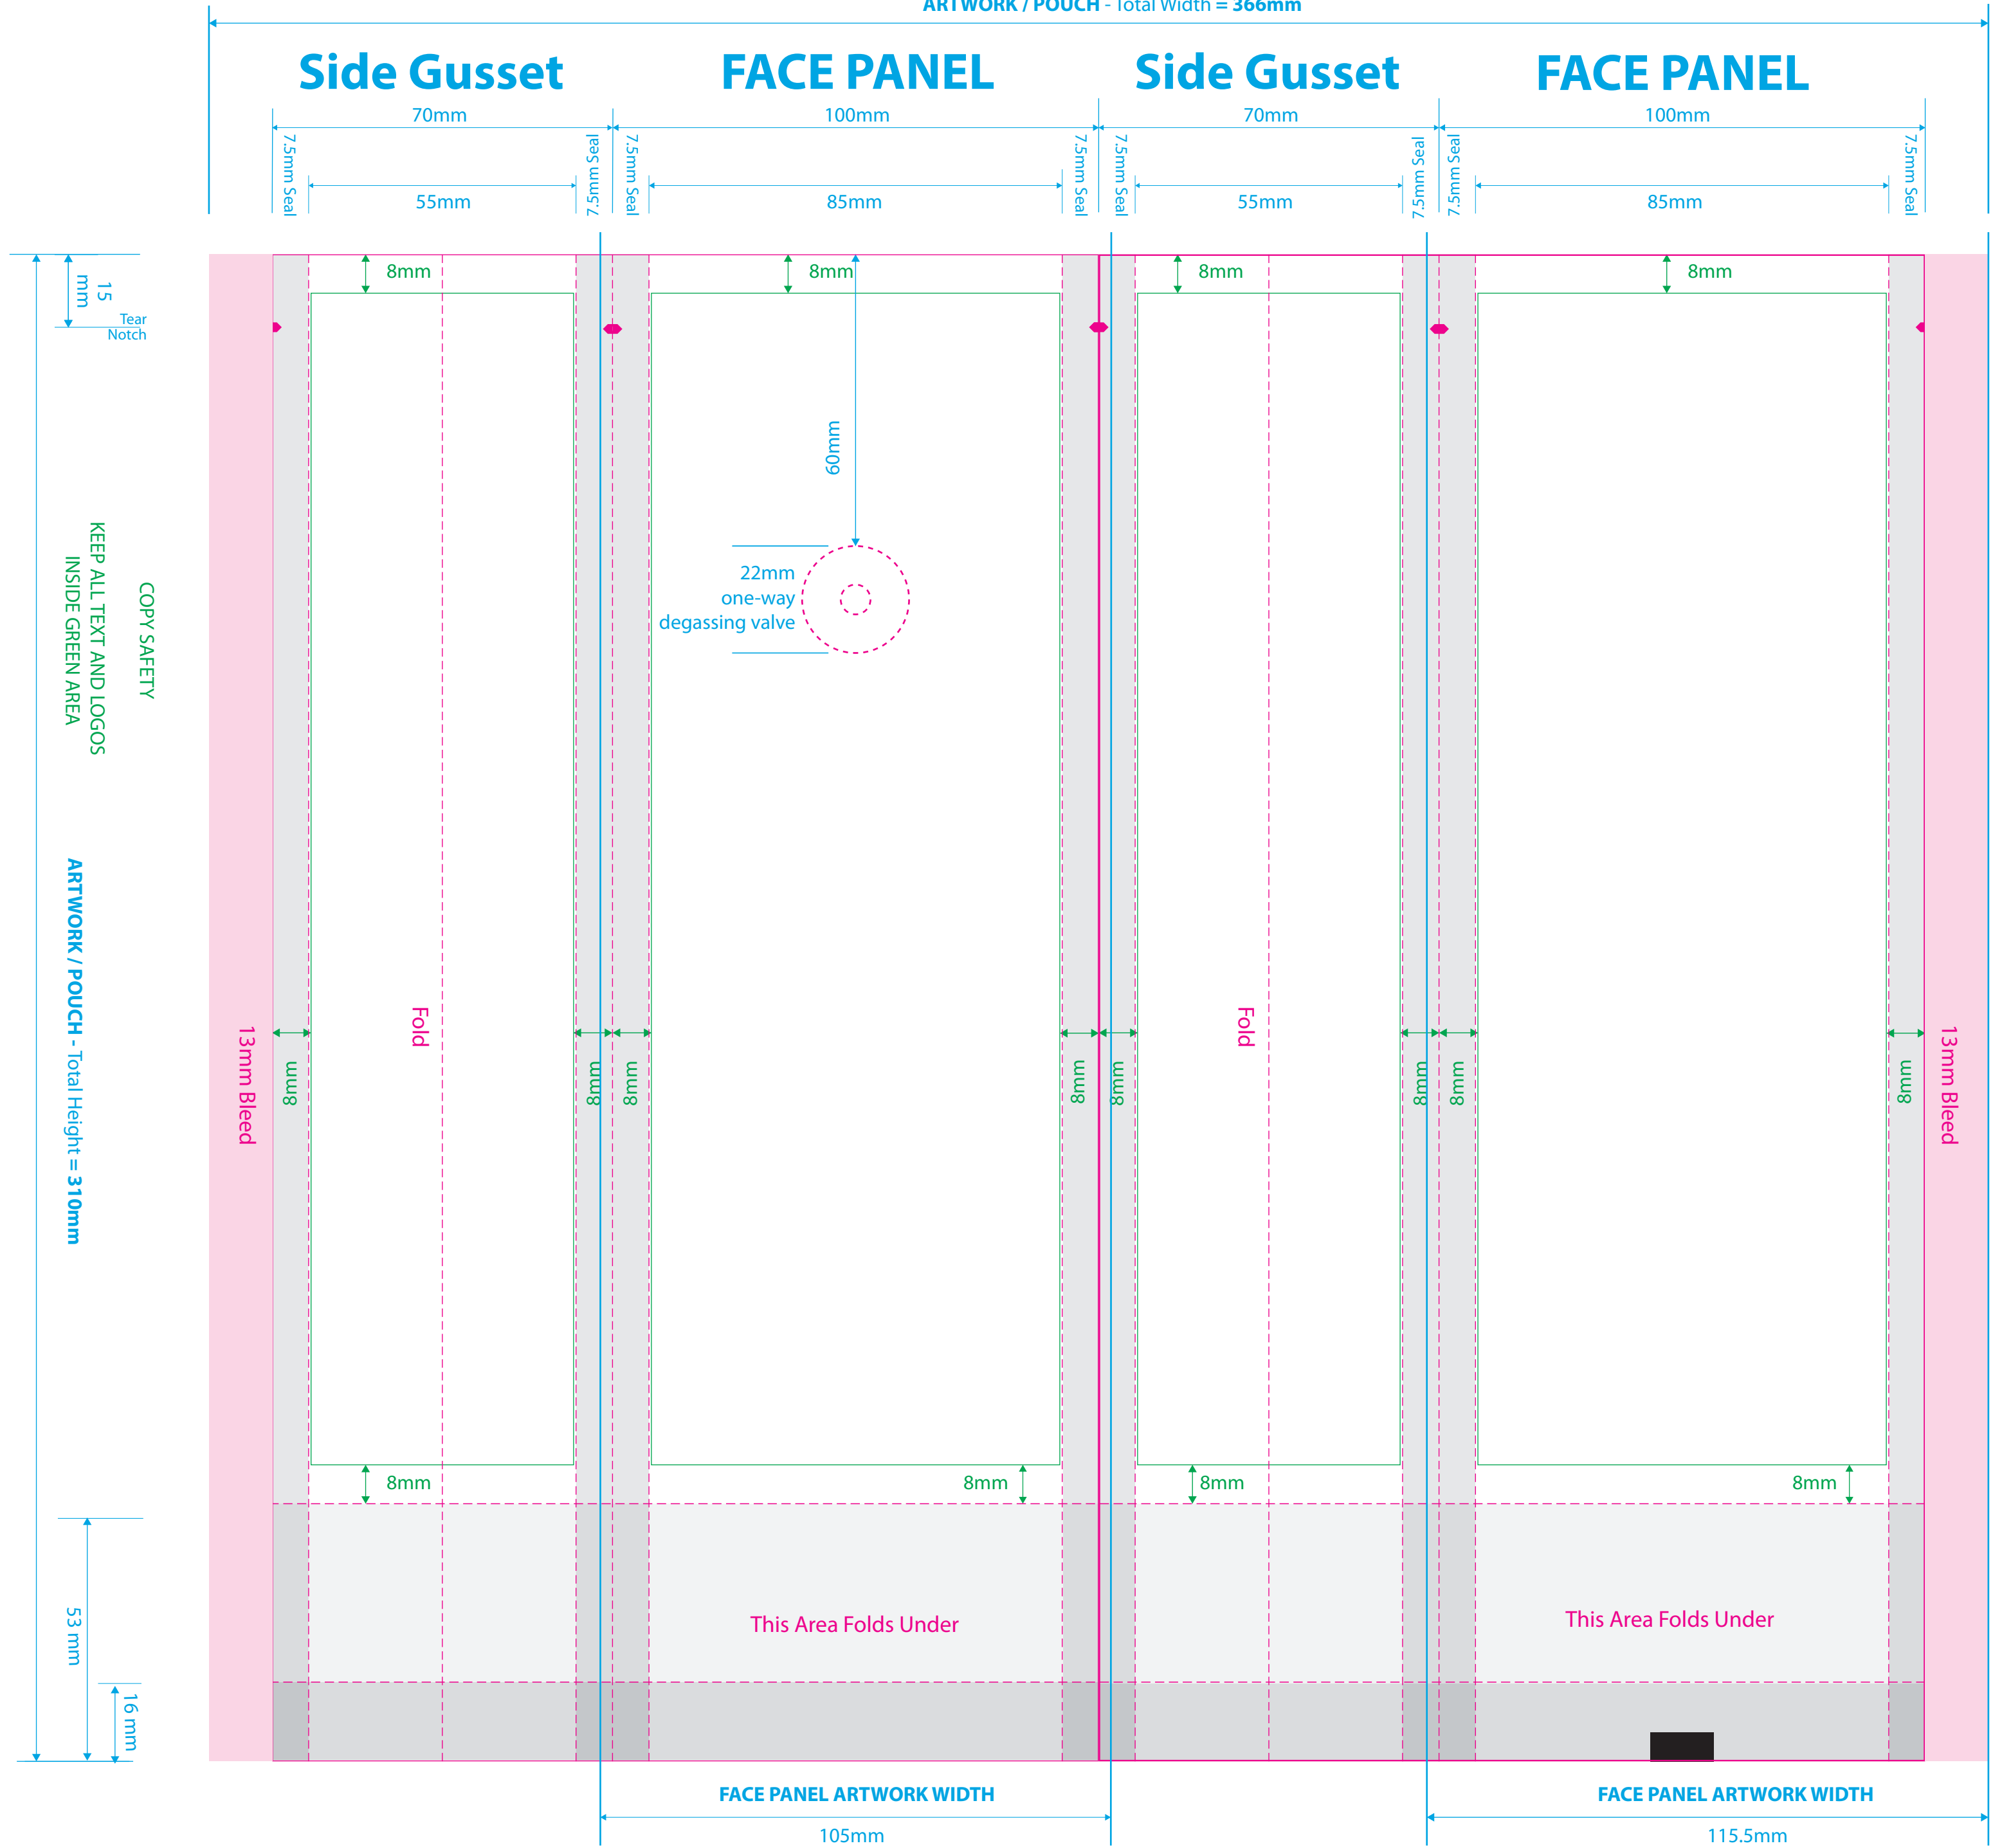 ARTWORK / POUCH - Total Width = 366mm
Side Gusset
FACE PANEL
Side Gusset
FACE PANEL
70mm
100mm
70mm
100mm
7.5mm Seal
7.5mm Seal
7.5mm Seal
7.5mm Seal
7.5mm Seal
7.5mm Seal
7.5mm Seal
7.5mm Seal
55mm
85mm
55mm
85mm
8mm
8mm
8mm
8mm
15
mm
Tear
Notch
60mm
22mm
one-way
degassing valve
COPY SAFETY
KEEP ALL TEXT AND LOGOS
INSIDE GREEN AREA
ARTWORK / POUCH - Total Height = 310mm
13mm Bleed
Fold
Fold
13mm Bleed
8mm
8mm
8mm
8mm
8mm
8mm
8mm
8mm
8mm
8mm
8mm
8mm
53 mm
This Area Folds Under
This Area Folds Under
16 mm
FACE PANEL ARTWORK WIDTH
FACE PANEL ARTWORK WIDTH
105mm
115.5mm